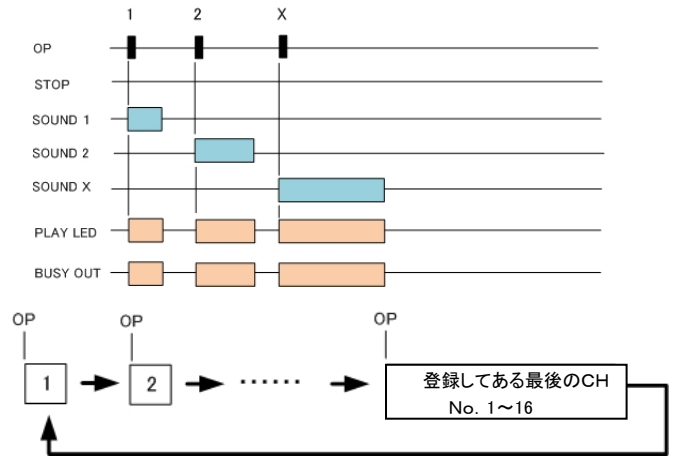 1 2 X
OP
STOP
SOUND 1
SOUND 2
SOUND X
PLAY LED
BUSY OUT
OP OP OP
1 2 ‥‥‥ 登録してある最後のCH
No. 1~16